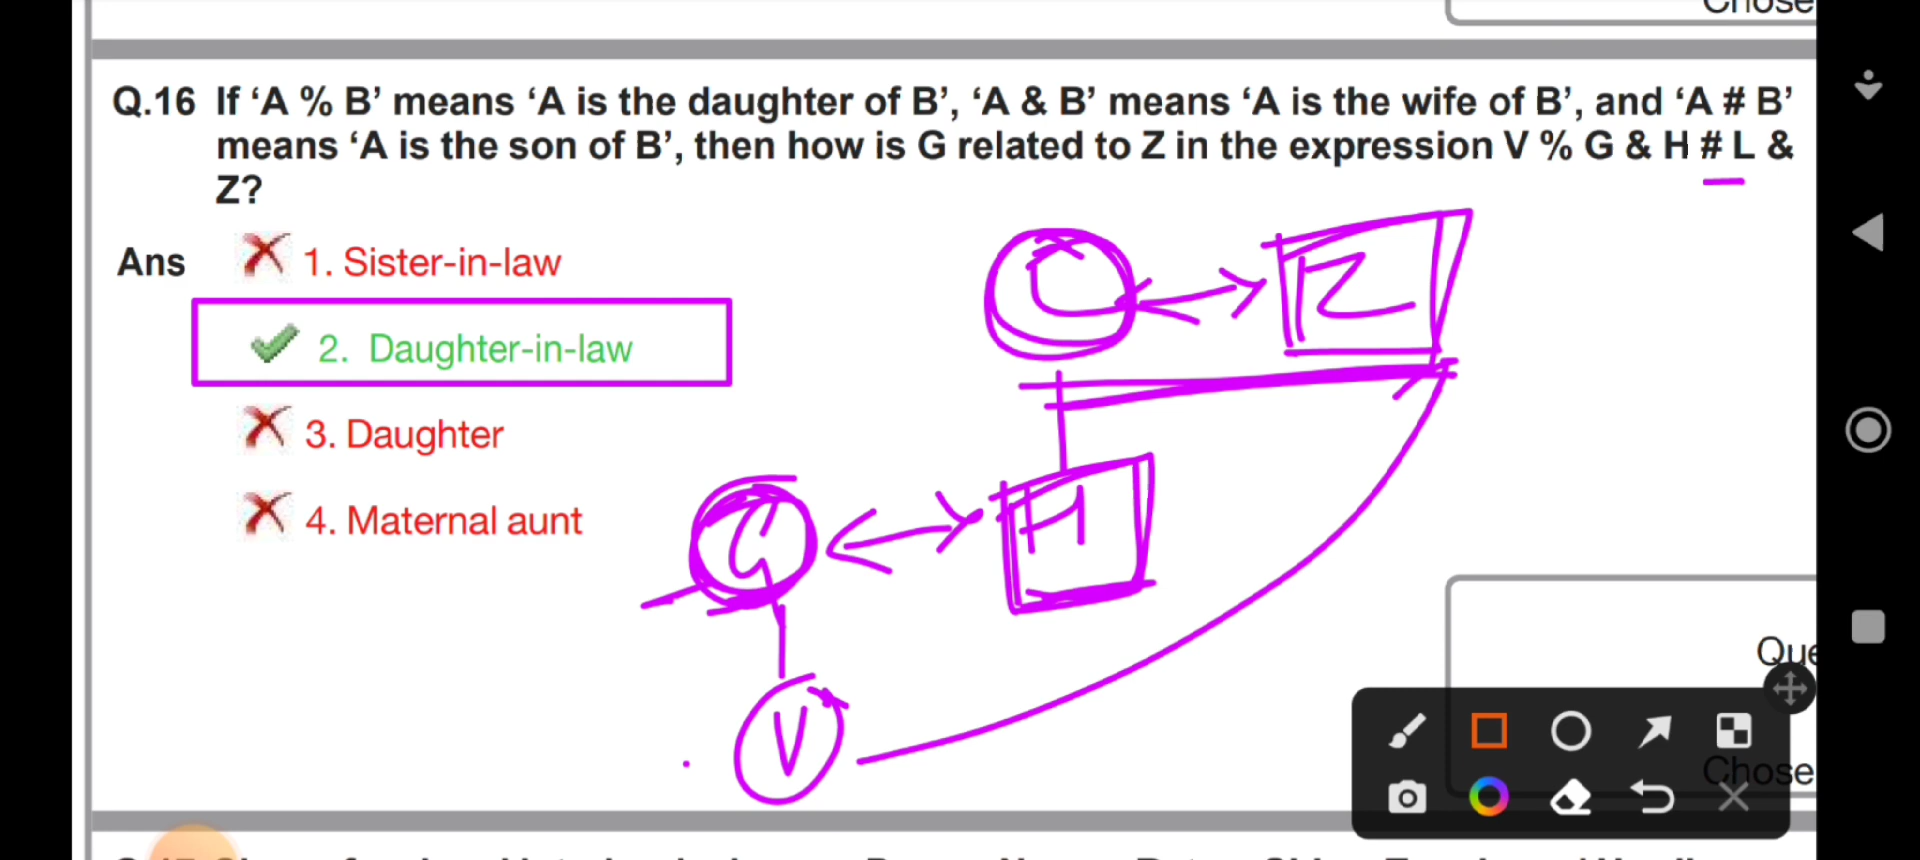 Q.16 If ‘A % B’ means ‘A is the daughter of B’, ‘A & B’ means ‘A is the wife of B’, and ‘A # B’
means ‘A is the son of B’, then how is G related to Z in the expression V % G & H # L &
Z?
Ans 1. Sister-in-law
2. Daughter-in-law
3. Daughter
4. Maternal aunt
L Z
G H
V